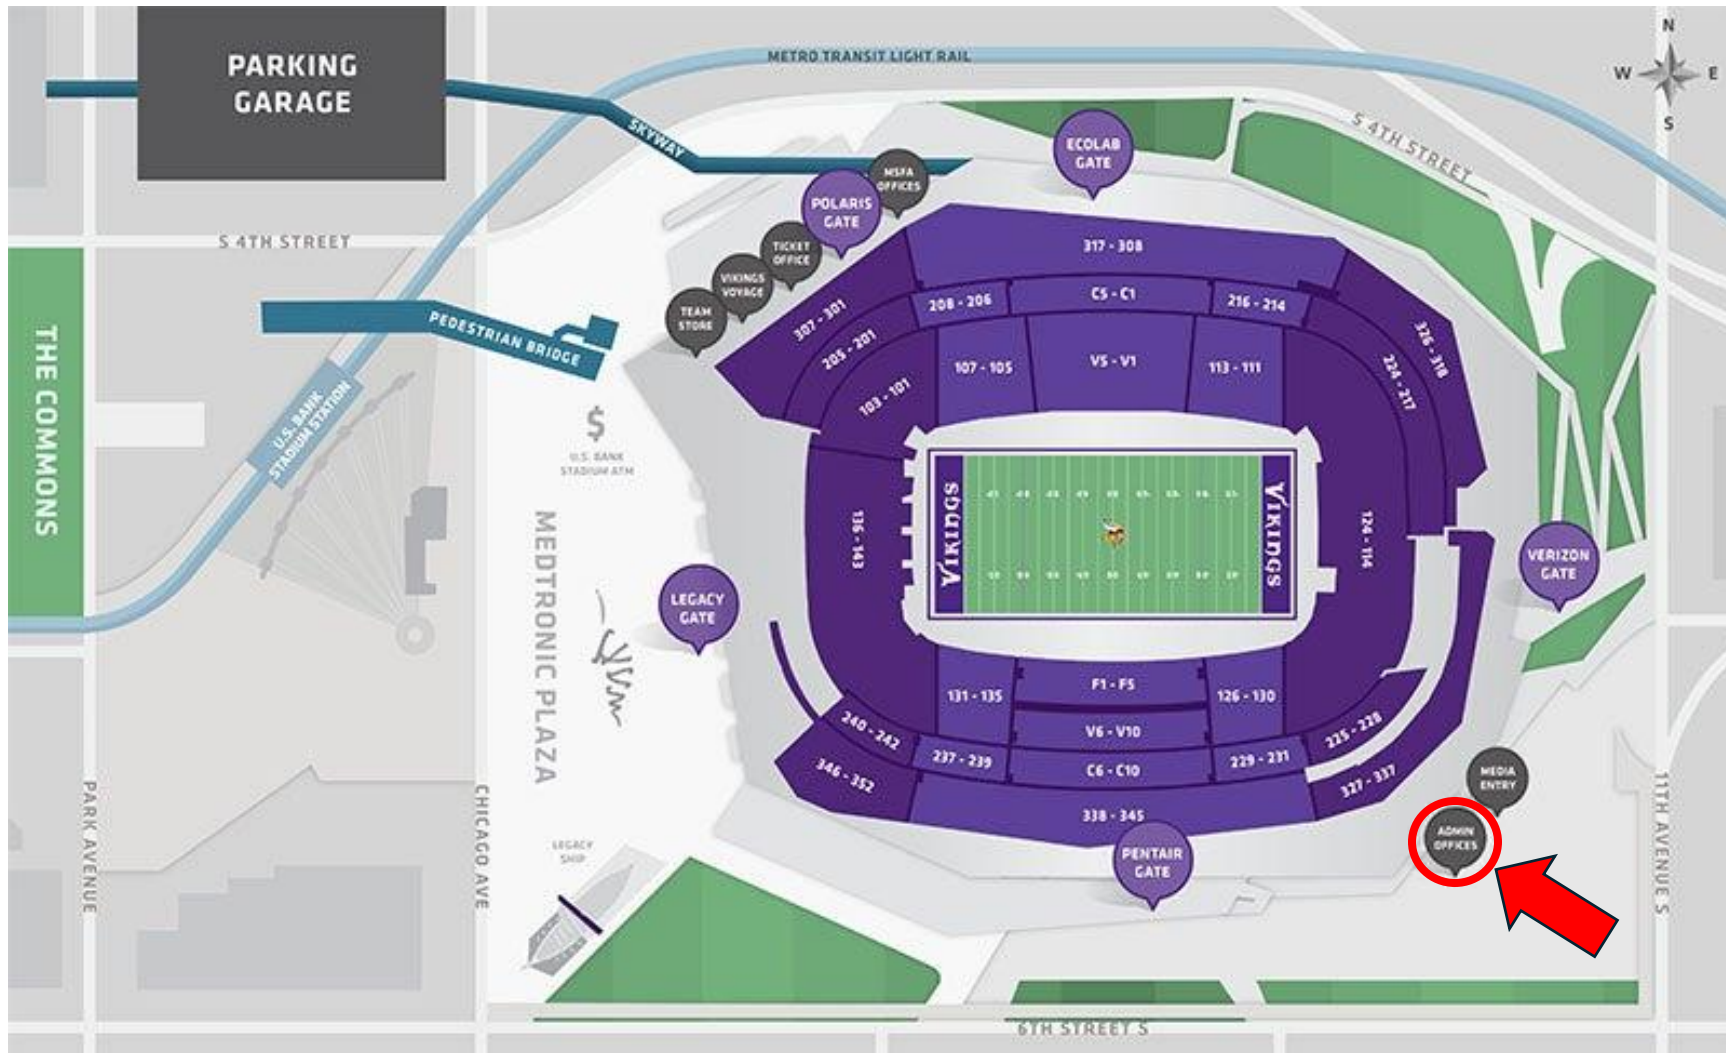 PARKING
GARAGE
METRO TRANSIT LIGHT RAIL
N
W
E
S
SKYWAY
ECOLAB
GATE
S 4TH STREET
MSFA
OFFICES
POLARIS
GATE
S 4TH STREET
TICKET
OFFICE
VIKINGS
VOYAGE
TEAM
STORE
PEDESTRIAN BRIDGE
317 - 308
208 - 206
C5 - C1
216 - 214
307 - 301
205 - 201
103 - 101
107 - 105
V5 - V1
113 - 111
326 - 318
224 - 217
THE COMMONS
U.S. BANK
STADIUM STATION
$
U.S. BANK
STADIUM ATM
MEDTRONIC PLAZA
136 - 143
VIKINGS
VIKINGS
124 - 114
VERIZON
GATE
LEGACY
GATE
131 - 135
F1 - F5
126 - 130
V6 - V10
240 - 242
237 - 239
C6 - C10
229 - 231
225 - 228
346 - 352
338 - 345
327 - 337
MEDIA
ENTRY
ADMIN
OFFICES
PENTAIR
GATE
LEGACY
SHIP
PARK AVENUE
CHICAGO AVE
11TH AVENUE S
6TH STREET S